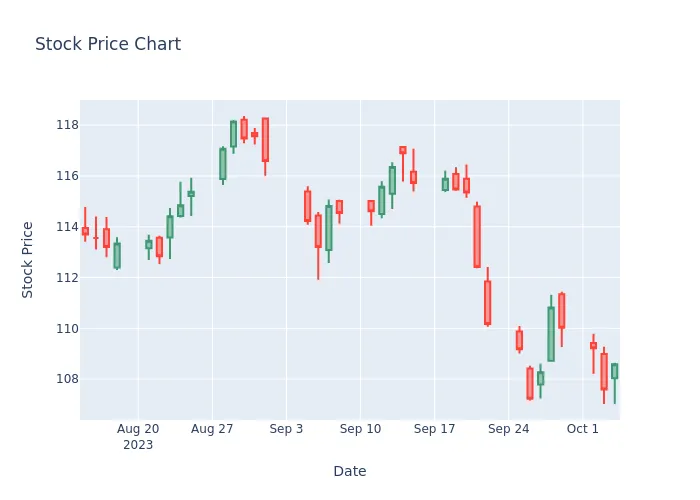 Stock Price Chart
Stock Price
118
116
114
112
110
108
Aug 20
2023
Aug 27
Sep 3
Sep 10
Sep 17
Sep 24
Oct 1
Date